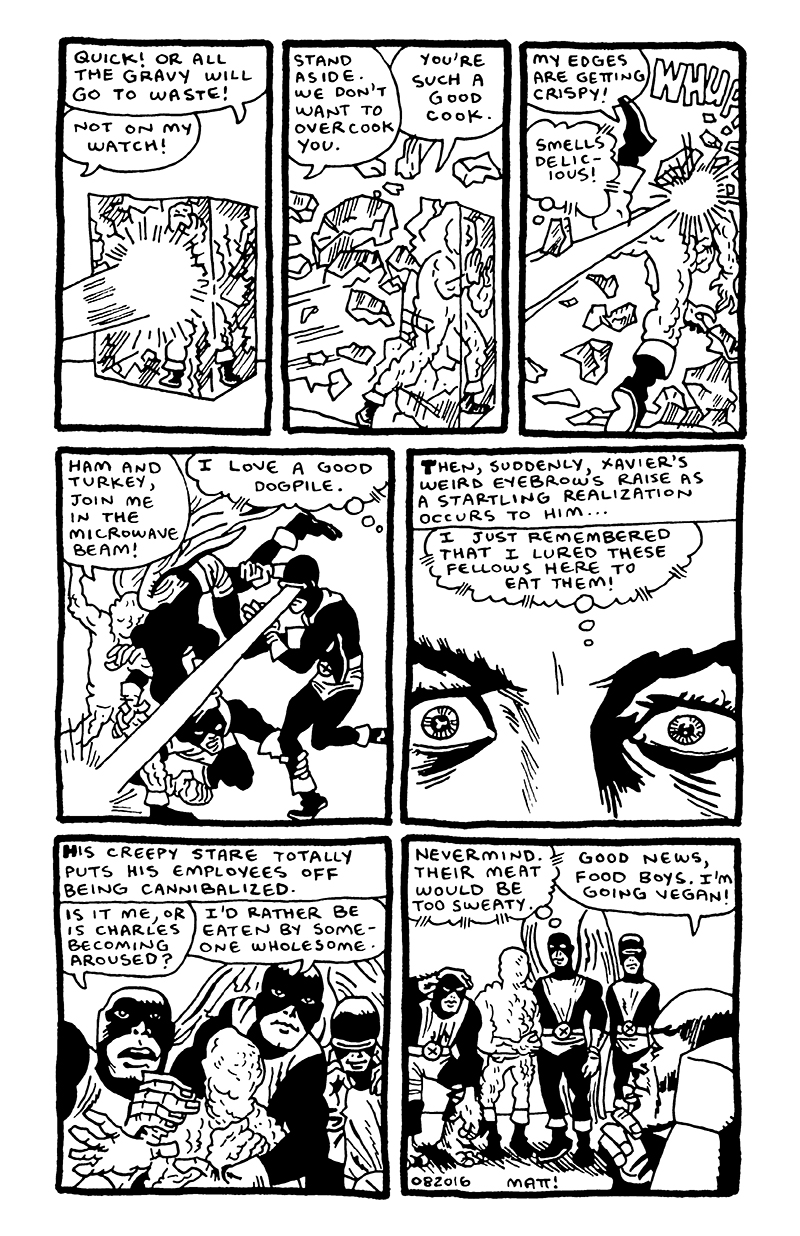 QUICK! OR ALL
THE GRAVY WILL
GO TO WASTE!
NOT ON MY
WATCH!
STAND
ASIDE.
WE DON'T
WANT TO
OVERCOOK
YOU.
YOU'RE
SUCH A
GOOD
COOK.
MY EDGES
ARE GETTING
CRISPY!
WHUP
SMELLS
DELIC-
IOUS!
HAM AND
TURKEY,
JOIN ME
IN THE
MICROWAVE
BEAM!
I LOVE A GOOD
DOGPILE.
THEN, SUDDENLY, XAVIER'S
WEIRD EYEBROWS RAISE AS
A STARTLING REALIZATION
OCCURS TO HIM...
I JUST REMEMBERED
THAT I LURED THESE
FELLOWS HERE TO
EAT THEM!
HIS CREEPY STARE TOTALLY
PUTS HIS EMPLOYEES OFF
BEING CANNIBALIZED.
IS IT ME, OR
IS CHARLES
BECOMING
AROUSED?
I'D RATHER BE
EATEN BY SOME-
ONE WHOLESOME.
NEVERMIND.
THEIR MEAT
WOULD BE
TOO SWEATY.
GOOD NEWS,
FOOD BOYS. I'M
GOING VEGAN!
X
X
X
X
082016 MATT!